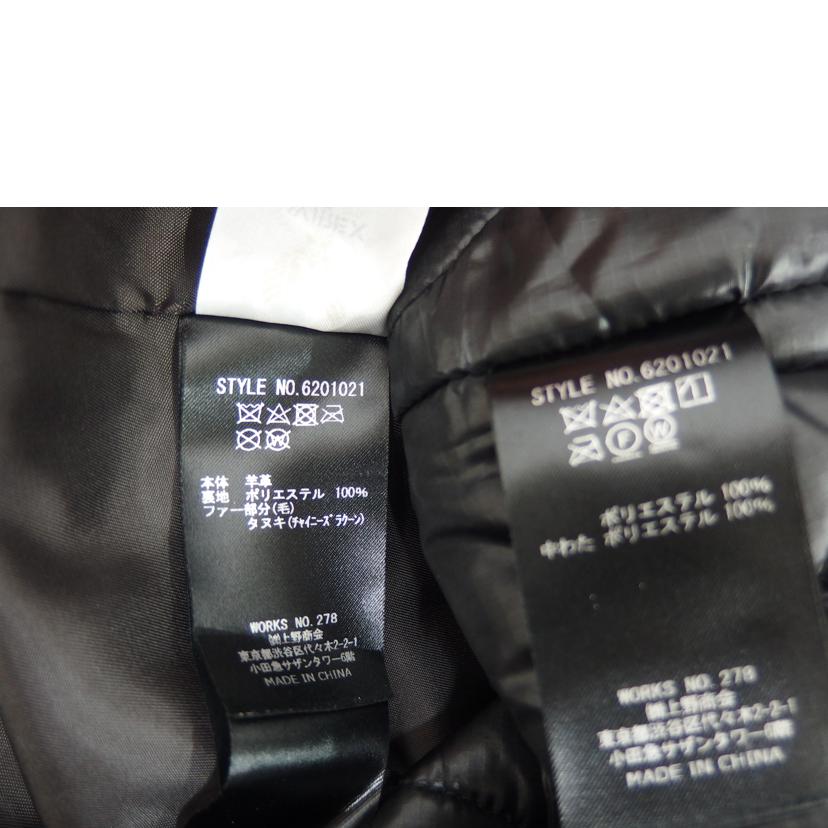 STYLE NO.6201021
W
本体 羊革
裏地 ポリエステル 100%
ファー部分(毛)
タヌキ(チャイニーズラクーン)
WORKS NO.278
㈱上野商会
東京都渋谷区代々木2-2-1
小田急サザンタワー6階
MADE IN CHINA
STYLE NO.6201021
P W
ポリエステル 100%
中わた ポリエステル 100%
WORKS NO.278
㈱上野商会
東京都渋谷区代々木2-2-1
小田急サザンタワー6階
MADE IN CHINA